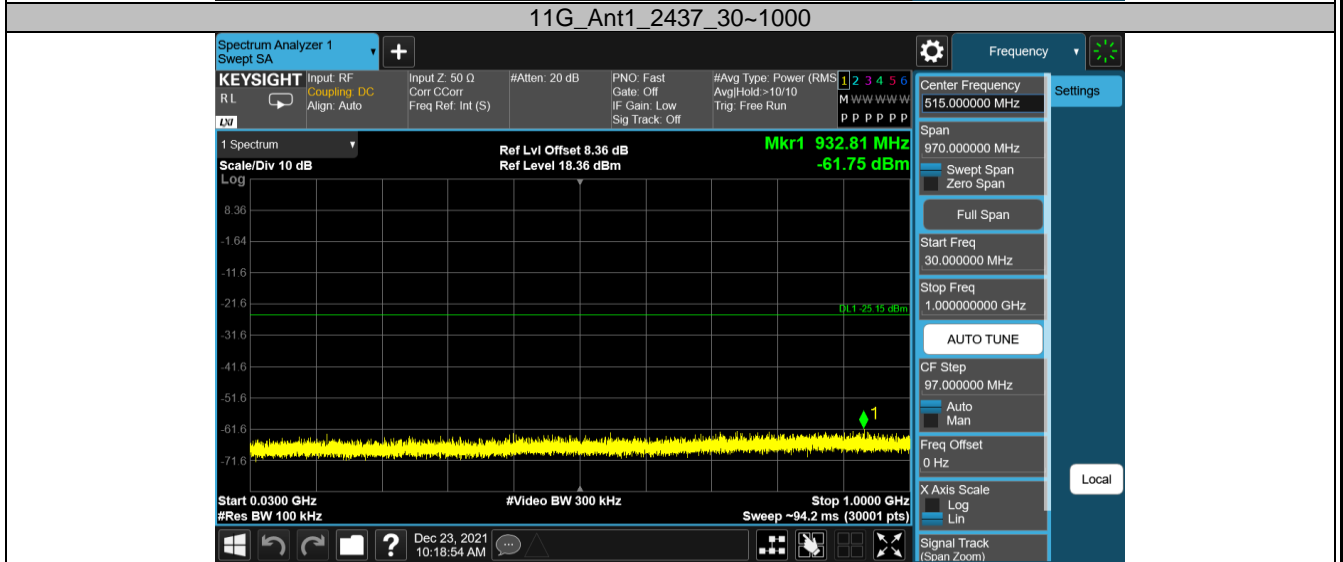 11G_Ant1_2437_30~1000
Spectrum Analyzer 1
Swept SA
+
Frequency
KEYSIGHT
R L
LXI
Input: RF
Coupling: DC
Align: Auto
Input Z: 50 Ω
Corr CCorr
Freq Ref: Int (S)
#Atten: 20 dB
PNO: Fast
Gate: Off
IF Gain: Low
Sig Track: Off
#Avg Type: Power (RMS
Avg|Hold:>10/10
Trig: Free Run
1 2 3 4 5 6
M W W W W W
P P P P P P
1 Spectrum
Scale/Div 10 dB
Log
Ref Lvl Offset 8.36 dB
Ref Level 18.36 dBm
Mkr1 932.81 MHz
-61.75 dBm
8.36
-1.64
-11.6
-21.6
DL1 -25.15 dBm
-31.6
-41.6
-51.6
1
-61.6
-71.6
Start 0.0300 GHz
#Res BW 100 kHz
#Video BW 300 kHz
Stop 1.0000 GHz
Sweep ~94.2 ms (30001 pts)
?
Dec 23, 2021
10:18:54 AM
Center Frequency
515.000000 MHz
Settings
Span
970.000000 MHz
Swept Span
Zero Span
Full Span
Start Freq
30.000000 MHz
Stop Freq
1.000000000 GHz
AUTO TUNE
CF Step
97.000000 MHz
Auto
Man
Freq Offset
0 Hz
Local
X Axis Scale
Log
Lin
Signal Track
(Span Zoom)